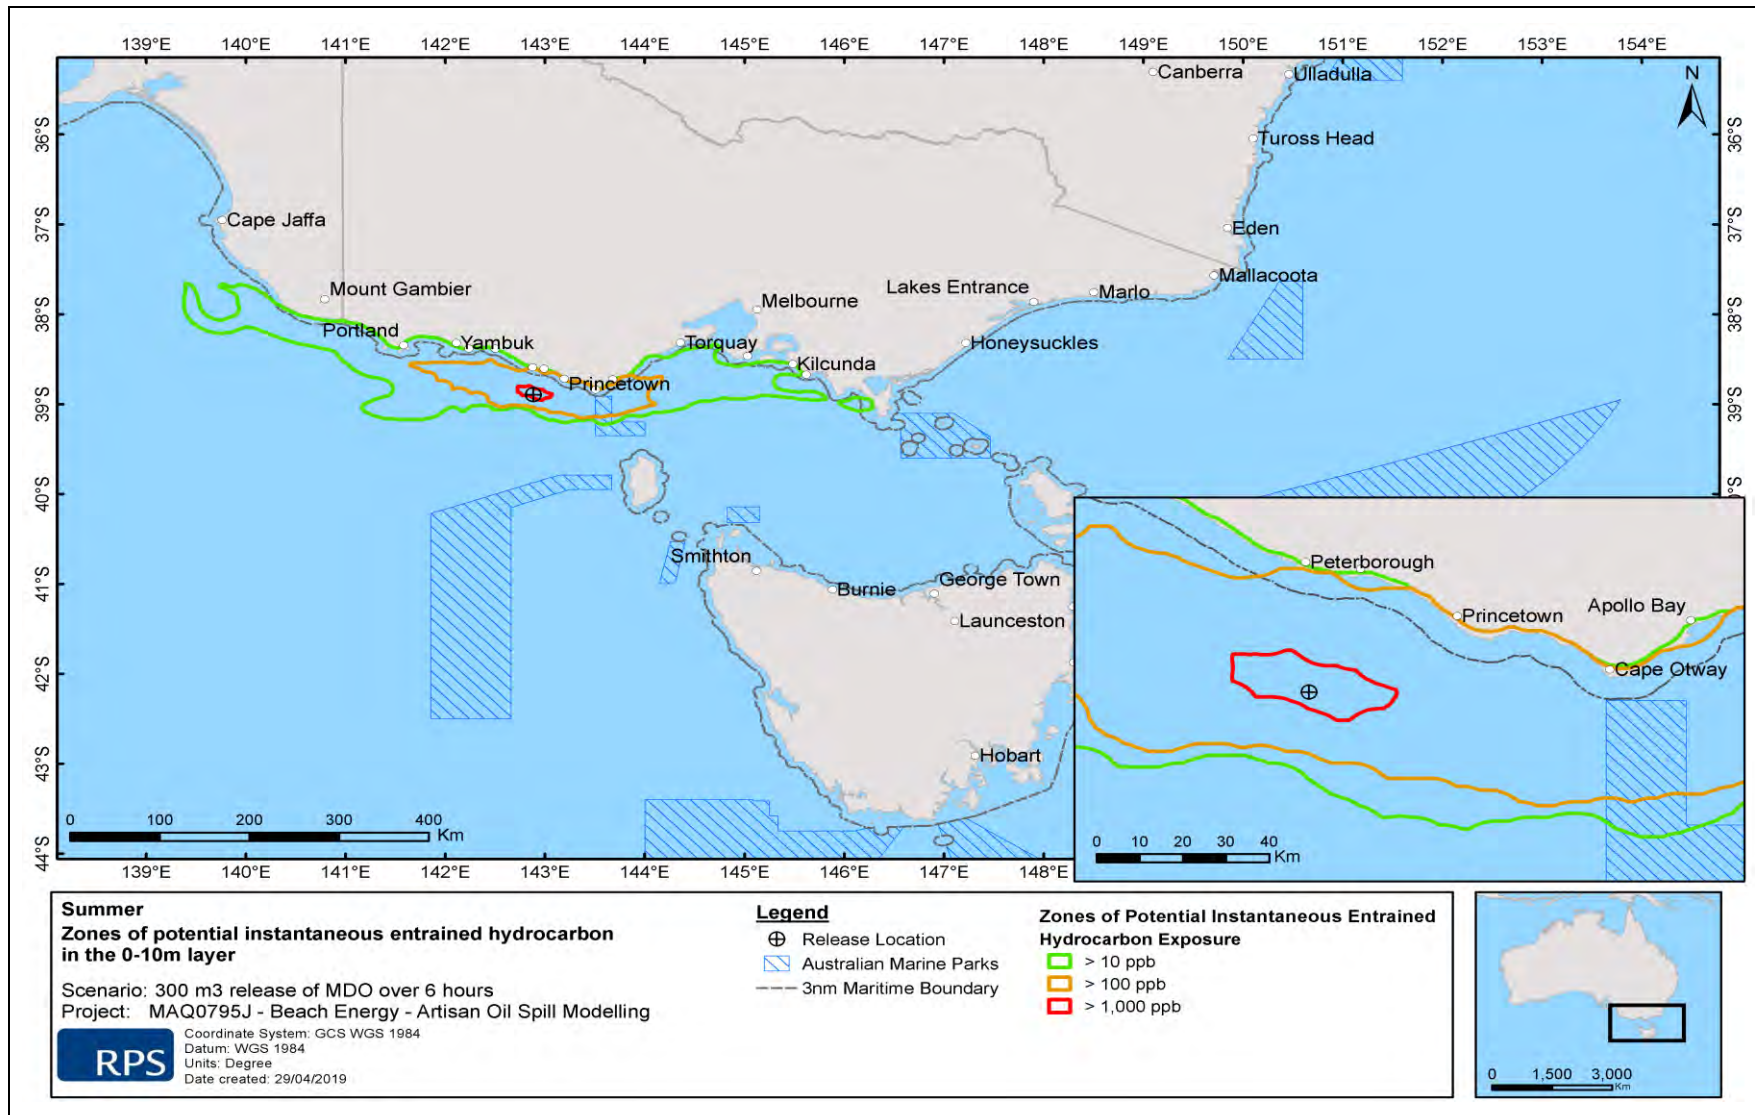 139°E 140°E 141°E 142°E 143°E 144°E 145°E 146°E 147°E 148°E 149°E 150°E 151°E 152°E 153°E 154°E
N
Canberra
Ulladulla
36°S
36°S
Tuross Head
Cape Jaffa
37°S
37°S
Eden
Mallacoota
Mount Gambier
Lakes Entrance
Marlo
Melbourne
38°S
38°S
Portland
Yambuk
Torquay
Honeysuckles
Kilcunda
Princetown
39°S
39°S
40°S
Smithton
Burnie
George Town
41°S
Launceston
42°S
Hobart
43°S
44°S
0 100 200 300 400
Km
139°E 140°E 141°E 142°E 143°E 144°E 145°E 146°E 147°E 148°E
Peterborough
Princetown
Apollo Bay
Cape Otway
0 10 20 30 40
Km
Summer
Zones of potential instantaneous entrained hydrocarbon
in the 0-10m layer
Scenario: 300 m3 release of MDO over 6 hours
Project: MAQ0795J - Beach Energy - Artisan Oil Spill Modelling
RPS
Coordinate System: GCS WGS 1984
Datum: WGS 1984
Units: Degree
Date created: 29/04/2019
Legend
Release Location
Australian Marine Parks
3nm Maritime Boundary
Zones of Potential Instantaneous Entrained
Hydrocarbon Exposure
> 10 ppb
> 100 ppb
> 1,000 ppb
0 1,500 3,000
Km